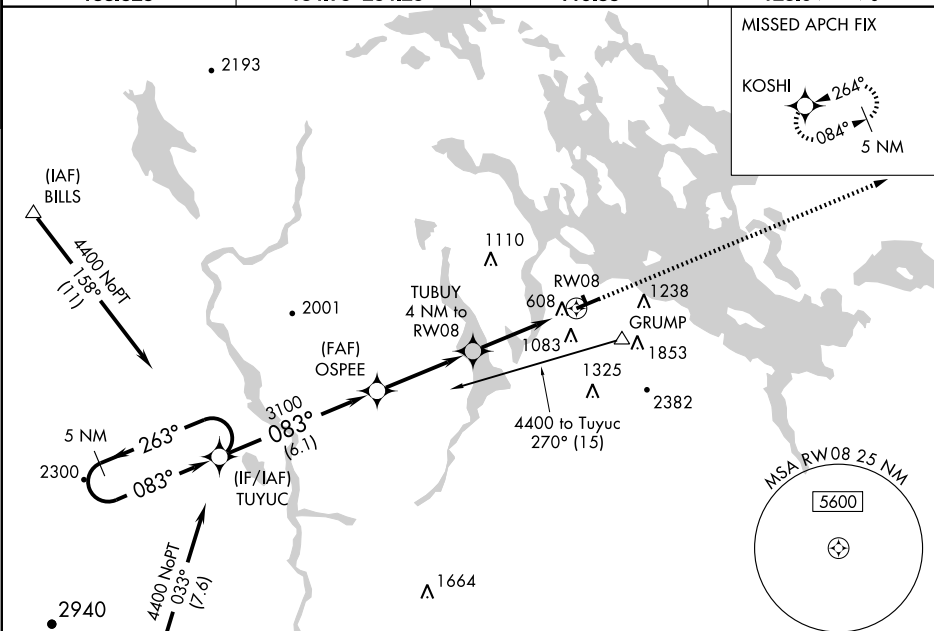 MISSED APCH FIX
KOSHI
264°
084°
5 NM
2193
(IAF)
BILLS
4400 NoPT
158°
(11)
1110
2001
TUBUY
4 NM to
RW08
RW08
608
1238
GRUMP
1083
1853
(FAF)
OSPEE
1325
2382
4400 to Tuyuc
270° (15)
3100
083°
(6.1)
5 NM
263°
2300
083°
(IF/IAF)
TUYUC
MSA RW08 25 NM
5600
4400 NoPT
033°
(7.6)
1664
2940